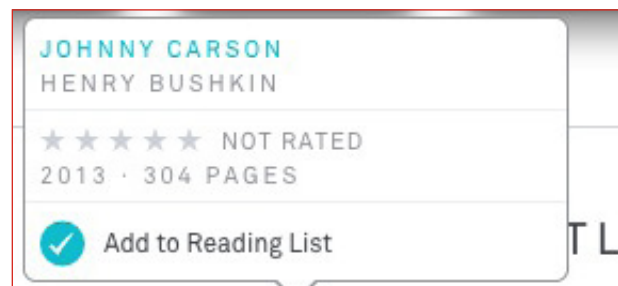 JOHNNY CARSON
HENRY BUSHKIN
NOT RATED
2013 · 304 PAGES
Add to Reading List
T L